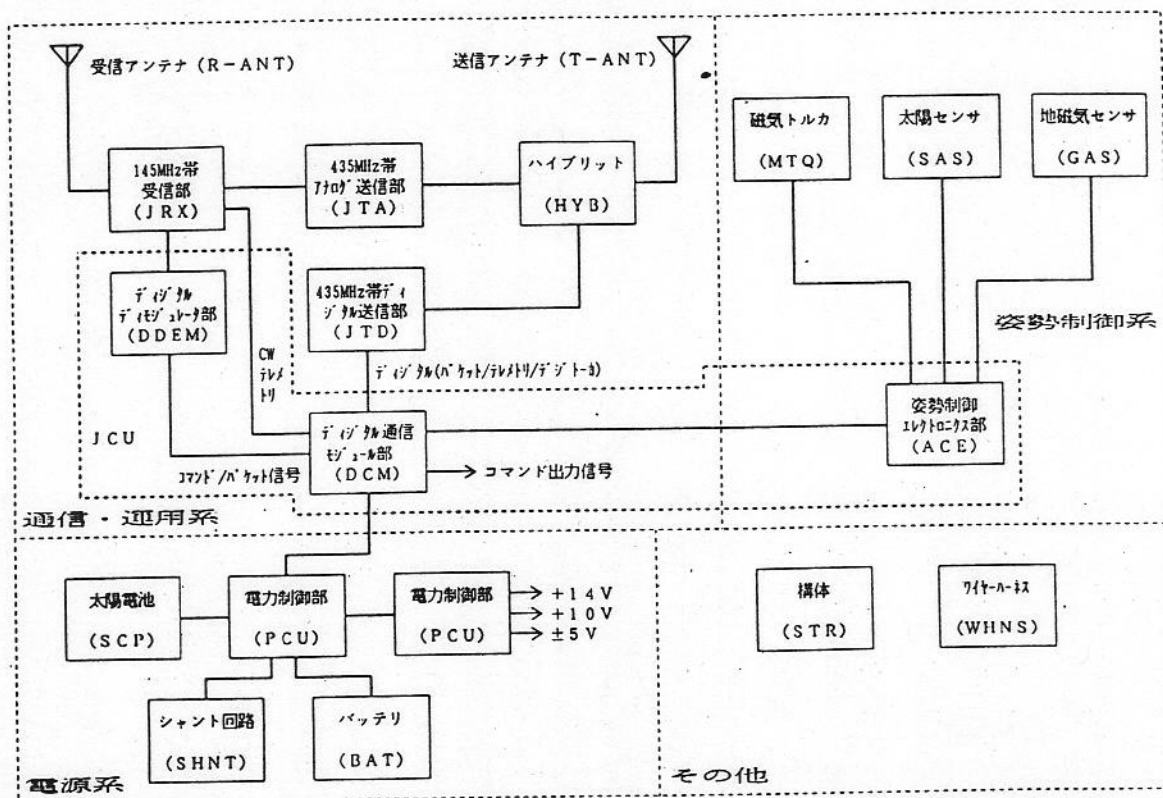 受信アンテナ(R-ANT)
送信アンテナ(T-ANT)
145MHz帯
受信部
(JRX)
435MHz帯
ｱﾅﾛｸﾞ送信部
(JTA)
ハイブリット
(HYB)
磁気トルカ
(MTQ)
太陽センサ
(SAS)
地磁気センサ
(GAS)
ﾃﾞｨｼﾞﾀﾙ
ﾃﾞｨﾓｼﾞｭﾚｰﾀ部
(DDEM)
435MHz帯ﾃﾞｨ
ｼﾞﾀﾙ送信部
(JTD)
姿勢制御系
CW
ﾃﾚﾒ
ﾄﾘ
ﾃﾞｨｼﾞﾀﾙ(ﾊﾟｹｯﾄ/ﾃﾚﾒﾄﾘ/ﾃﾞｼﾞﾄｰｶ)
JCU
ﾃﾞｨｼﾞﾀﾙ通信
ﾓｼﾞｭｰﾙ部
(DCM)
姿勢制御
ｴﾚｸﾄﾛﾆｸｽ部
(ACE)
ｺﾏﾝﾄﾞ/ﾊﾟｹｯﾄ信号
コマンド出力信号
通信・運用系
太陽電池
(SCP)
電力制御部
(PCU)
電力制御部
(PCU)
+14V
+10V
±5V
構体
(STR)
ﾜｲﾔｰﾊｰﾈｽ
(WHNS)
シャント回路
(SHNT)
バッテリ
(BAT)
電源系
その他